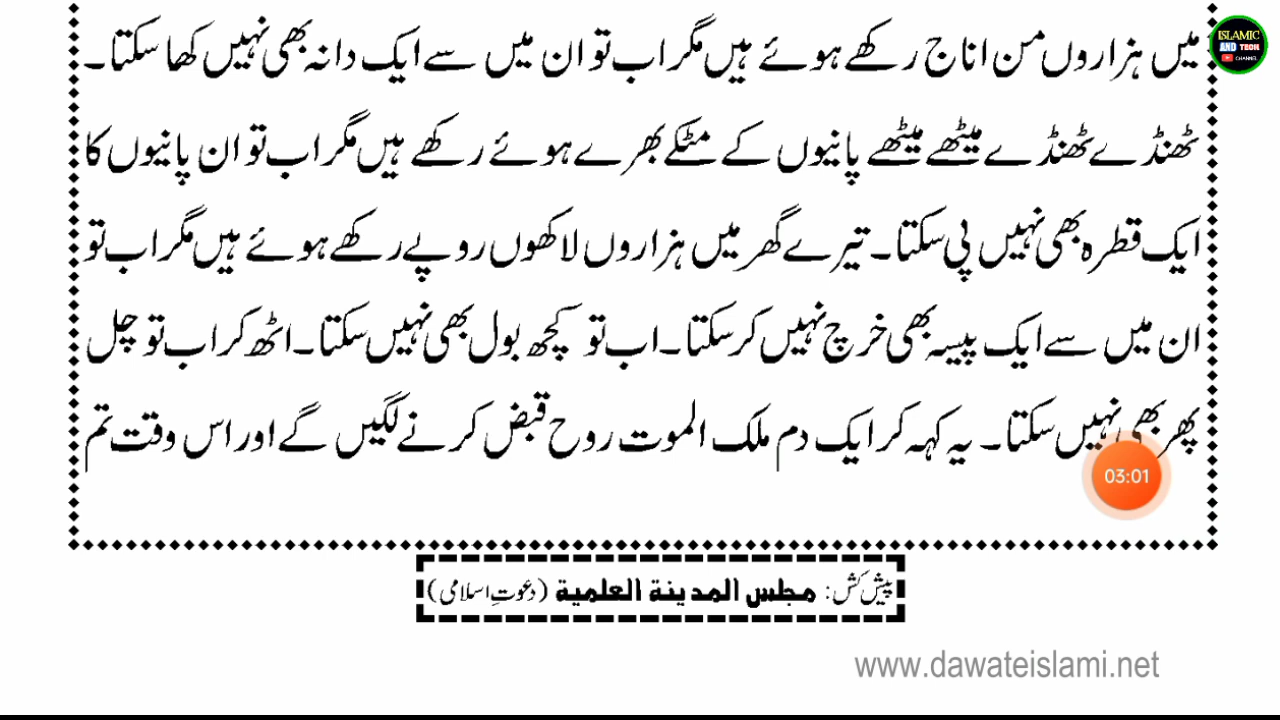 ISLAMIC
AND TECH
CHANNEL
میں ہزاروں من اناج رکھے ہوئے ہیں مگر اب تو ان میں سے ایک دانہ بھی نہیں کھا سکتا۔
ٹھنڈے ٹھنڈے میٹھے میٹھے پانیوں کے مٹکے بھرے ہوئے رکھے ہیں مگر اب تو ان پانیوں کا
ایک قطرہ بھی نہیں پی سکتا۔ تیرے گھر میں ہزاروں لاکھوں روپے رکھے ہوئے ہیں مگر اب تو
ان میں سے ایک پیسہ بھی خرچ نہیں کر سکتا۔ اب تو کچھ بول بھی نہیں سکتا۔ اٹھ کر اب تو چل
پھر بھی نہیں سکتا۔ یہ کہہ کر ایک دم ملک الموت روح قبض کرنے لگیں گے اور اس وقت تم
03:01
پیش کش: مجلس المدینة العلمیة (دعوتِ اسلامی)
www.dawateislami.net